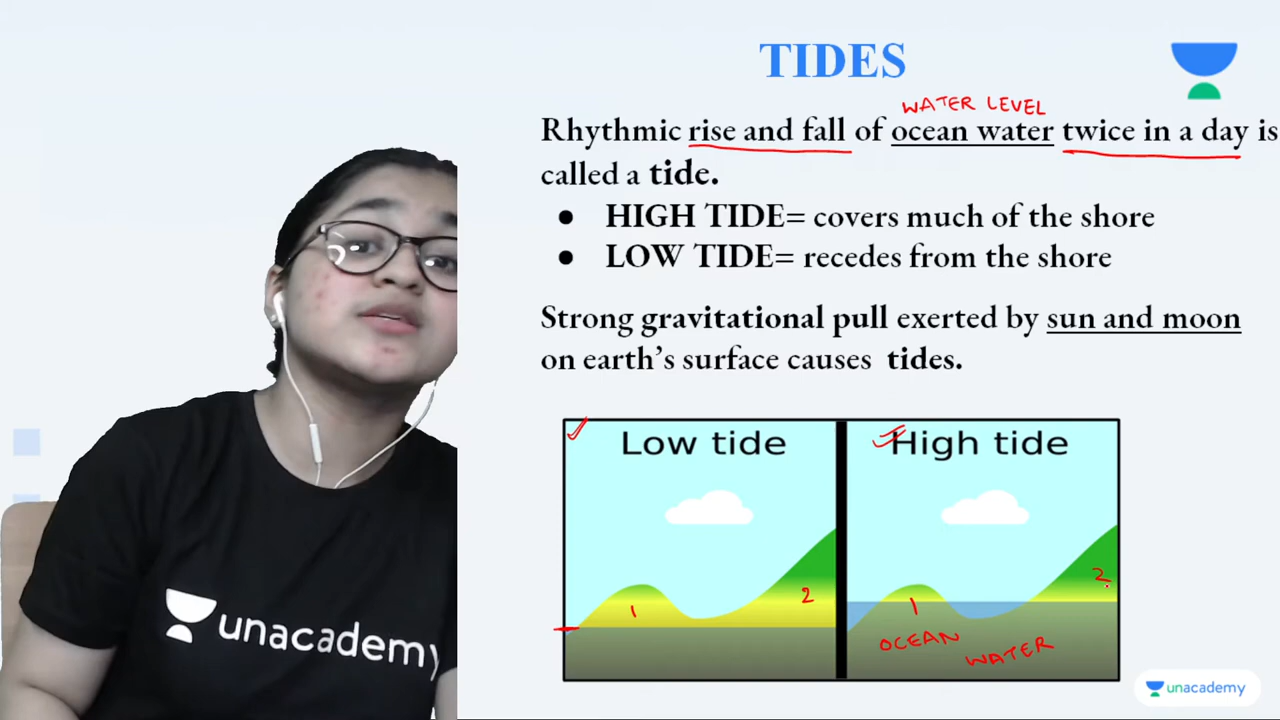 TIDES
WATER LEVEL
Rhythmic rise and fall of ocean water twice in a day is
called a tide.
● HIGH TIDE= covers much of the shore
● LOW TIDE= recedes from the shore
Strong gravitational pull exerted by sun and moon
on earth’s surface causes tides.
Low tide
High tide
1
2
1
2
OCEAN WATER
unacademy
unacademy